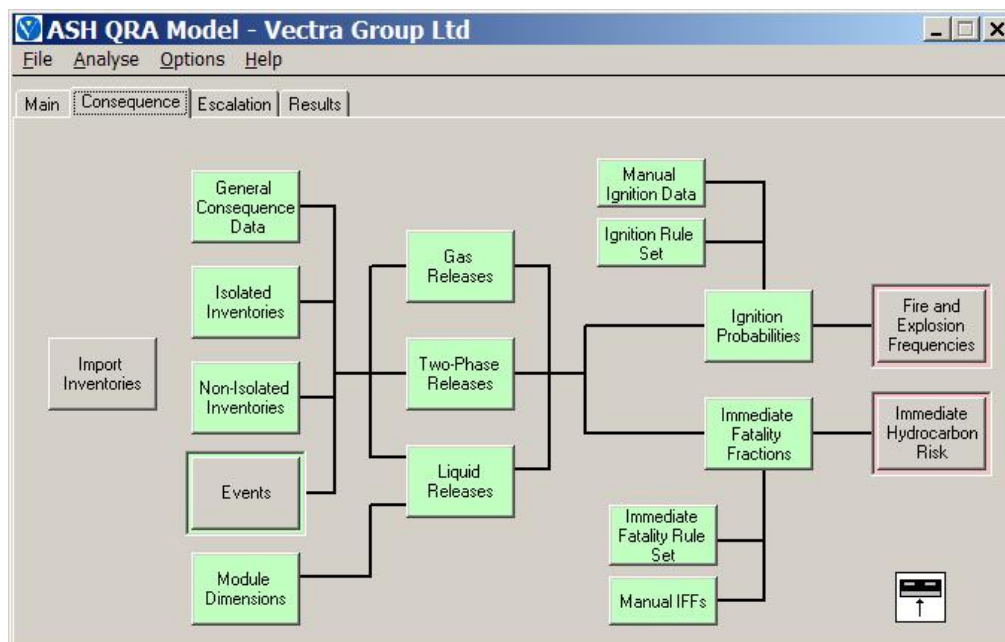 ASH QRA Model - Vectra Group Ltd
File Analyse Options Help
Main Consequence Escalation Results
General
Consequence
Data
Isolated
Inventories
Import
Inventories
Non-Isolated
Inventories
Events
Module
Dimensions
Gas
Releases
Two-Phase
Releases
Liquid
Releases
Manual
Ignition Data
Ignition Rule
Set
Ignition
Probabilities
Fire and
Explosion
Frequencies
Immediate
Fatality
Fractions
Immediate
Hydrocarbon
Risk
Immediate
Fatality Rule
Set
Manual IFFs